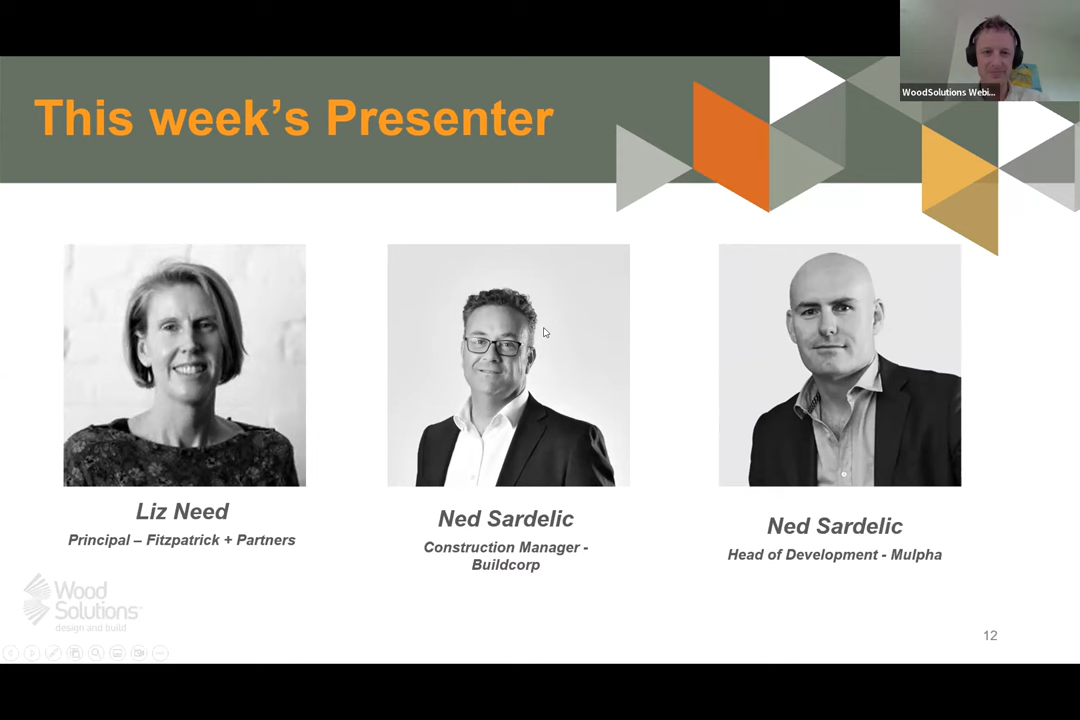 WoodSolutions Webi...
This week's Presenter
Liz Need
Principal – Fitzpatrick + Partners
Ned Sardelic
Construction Manager -
Buildcorp
Ned Sardelic
Head of Development - Mulpha
Wood
Solutions
design and build
12